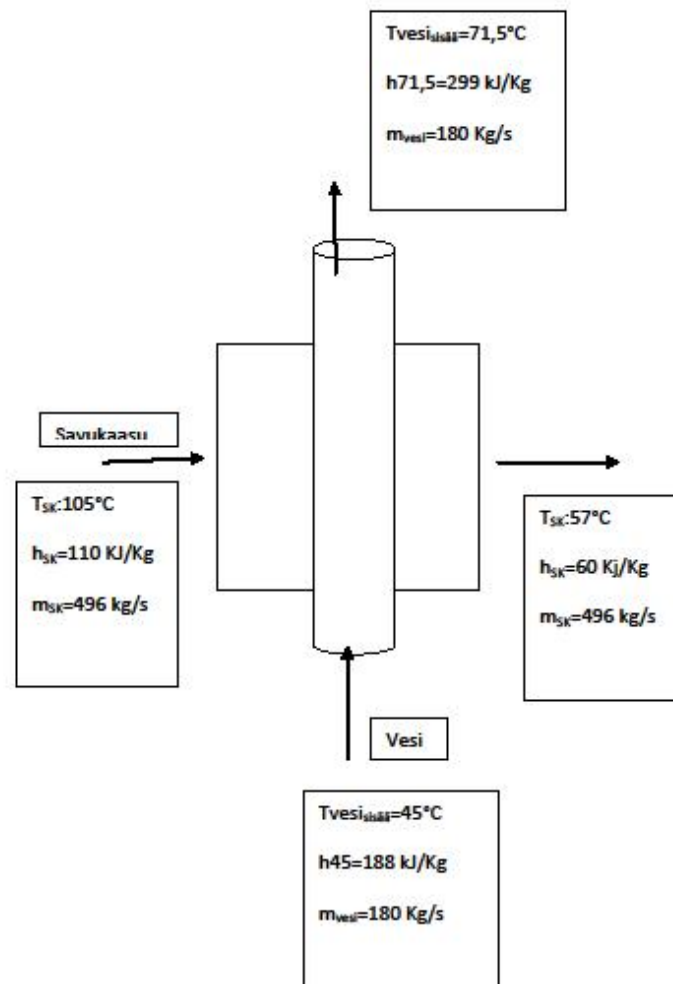 Tvesisisää=71,5°C
h71,5=299 kJ/Kg
mvesi=180 Kg/s
Savukaasu
TSK:105°C
hSK=110 KJ/Kg
mSK=496 kg/s
TSK:57°C
hSK=60 Kj/Kg
mSK=496 kg/s
Vesi
Tvesisisää=45°C
h45=188 kJ/Kg
mvesi=180 Kg/s